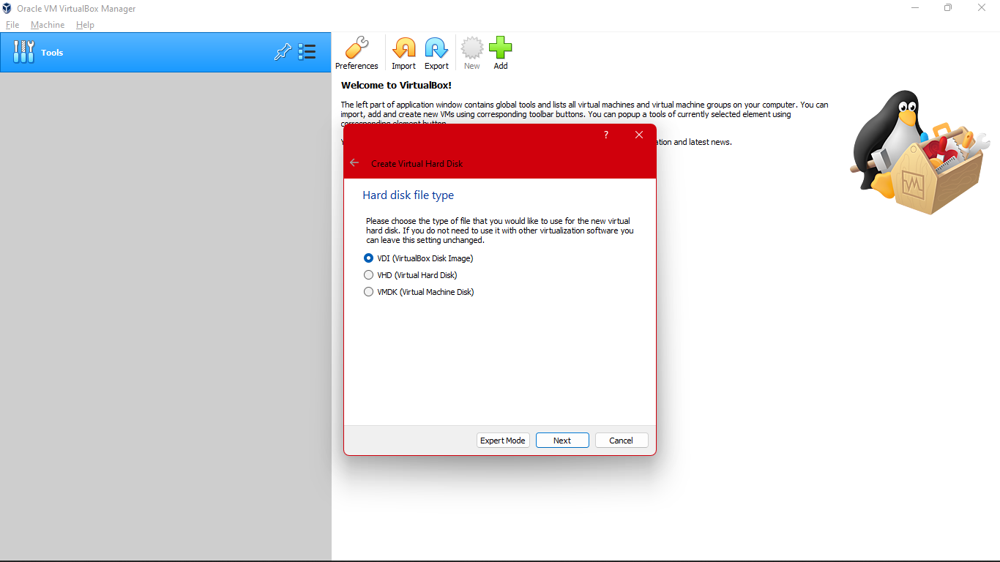 Oracle VM VirtualBox Manager
File Machine Help
Tools
Preferences Import Export New Add
Welcome to VirtualBox!
The left part of application window contains global tools and lists all virtual machines and virtual machine groups on your computer. You can
import, add and create new VMs using corresponding toolbar buttons. You can popup a tools of currently selected element using
corresponding element button.
ation and latest news.
?
Create Virtual Hard Disk
Hard disk file type
Please choose the type of file that you would like to use for the new virtual
hard disk. If you do not need to use it with other virtualization software you
can leave this setting unchanged.
VDI (VirtualBox Disk Image)
VHD (Virtual Hard Disk)
VMDK (Virtual Machine Disk)
Expert Mode Next Cancel